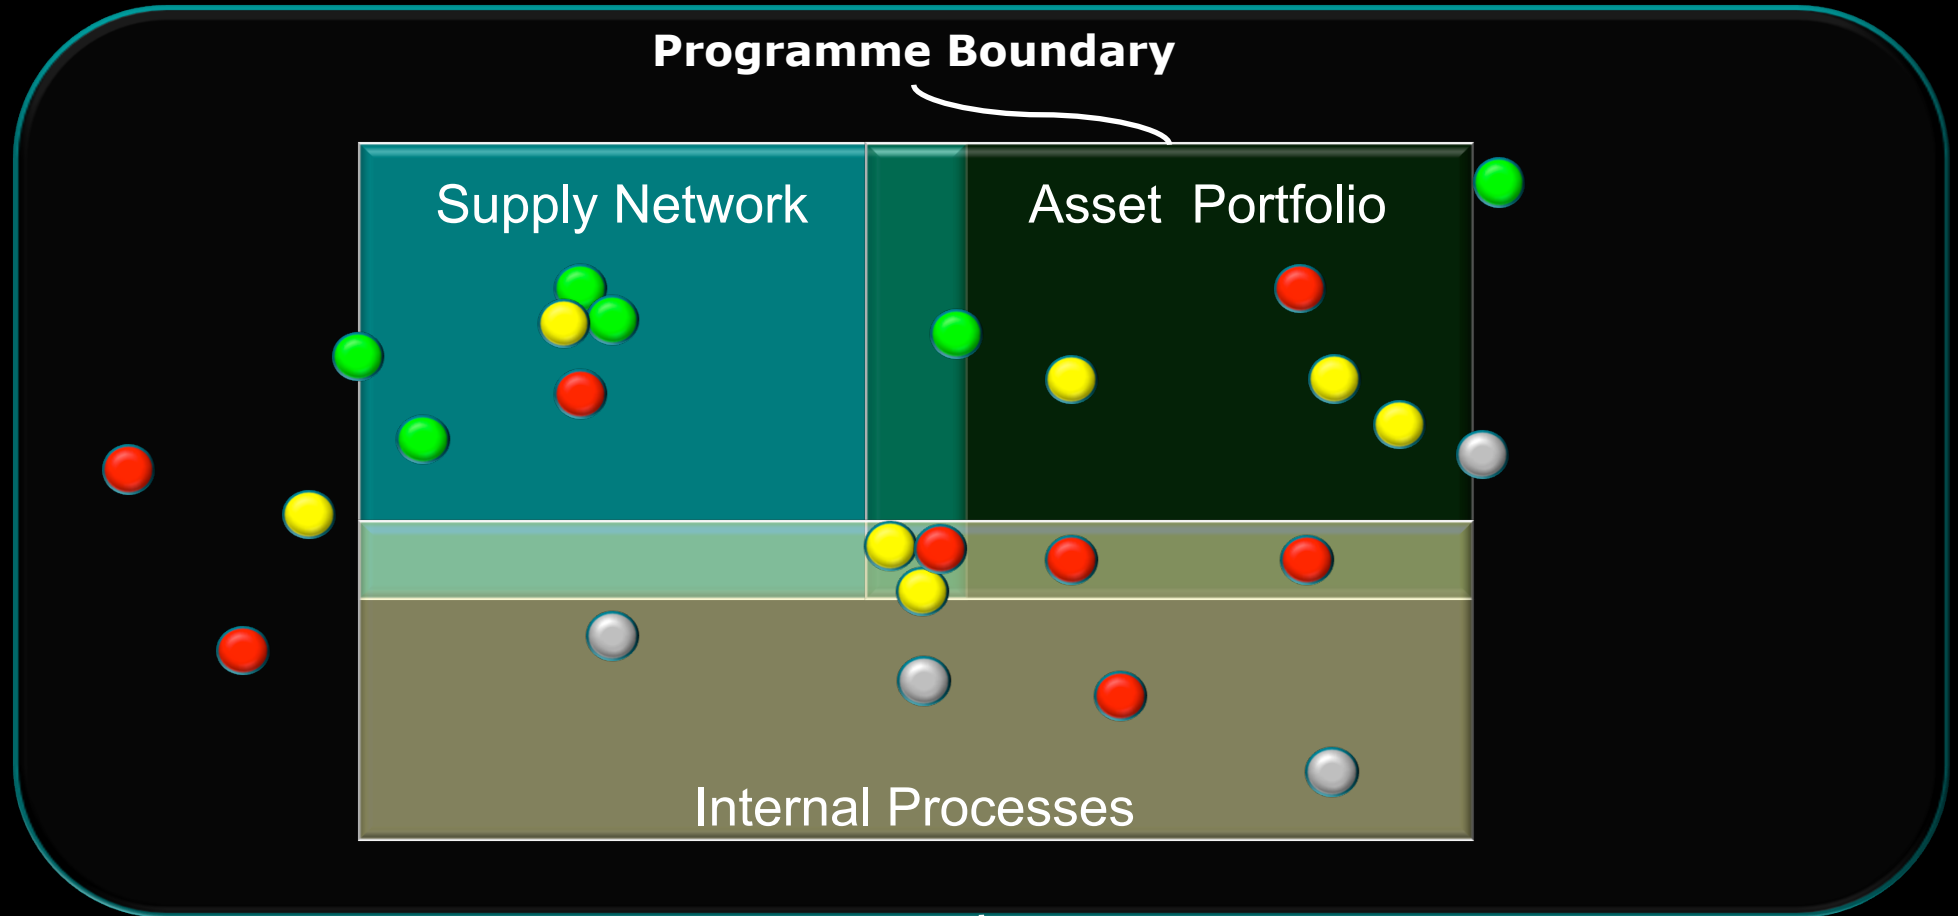 Programme Boundary
Supply Network
Asset Portfolio
Internal Processes